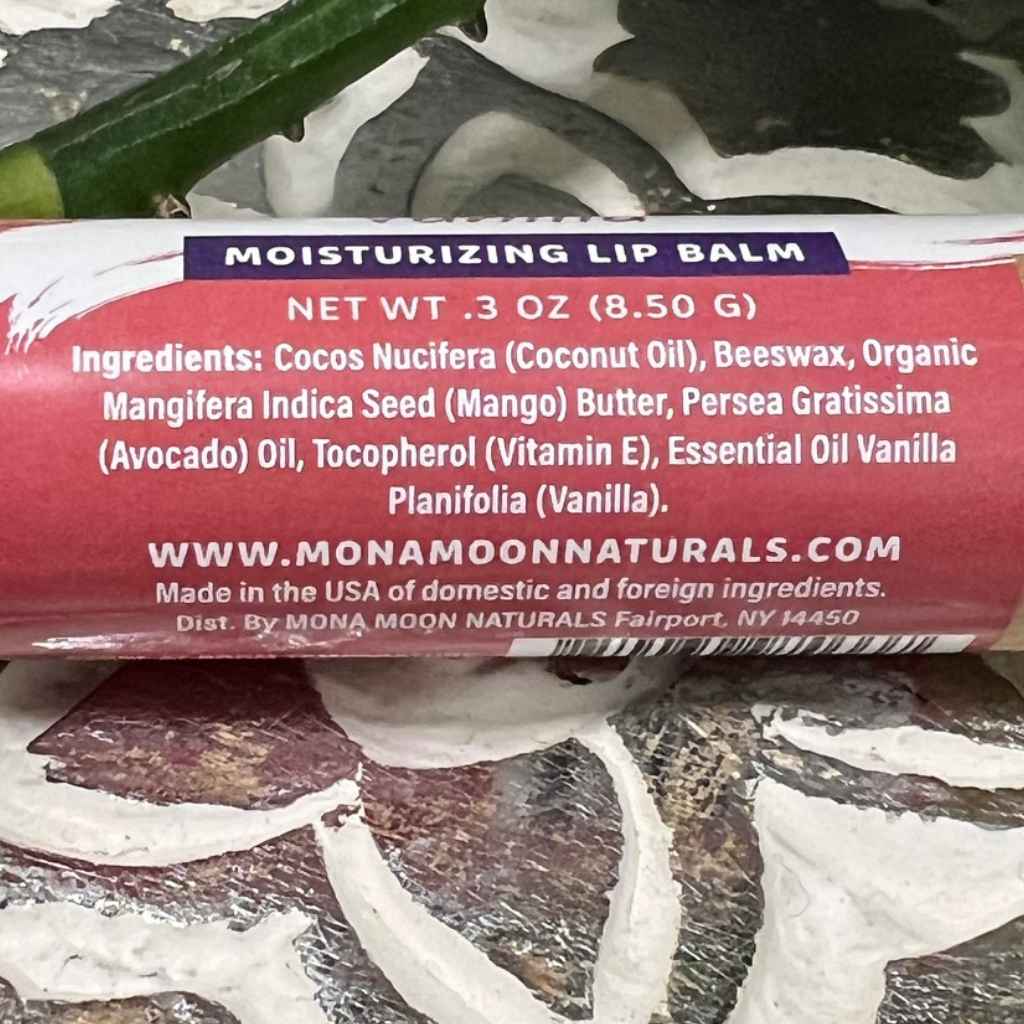 MOISTURIZING LIP BALM
NET WT .3 OZ (8.50 G)
Ingredients: Cocos Nucifera (Coconut Oil), Beeswax, Organic
Mangifera Indica Seed (Mango) Butter, Persea Gratissima
(Avocado) Oil, Tocopherol (Vitamin E), Essential Oil Vanilla
Planifolia (Vanilla).
WWW.MONAMOONNATURALS.COM
Made in the USA of domestic and foreign ingredients.
Dist. By MONA MOON NATURALS Fairport, NY 14450